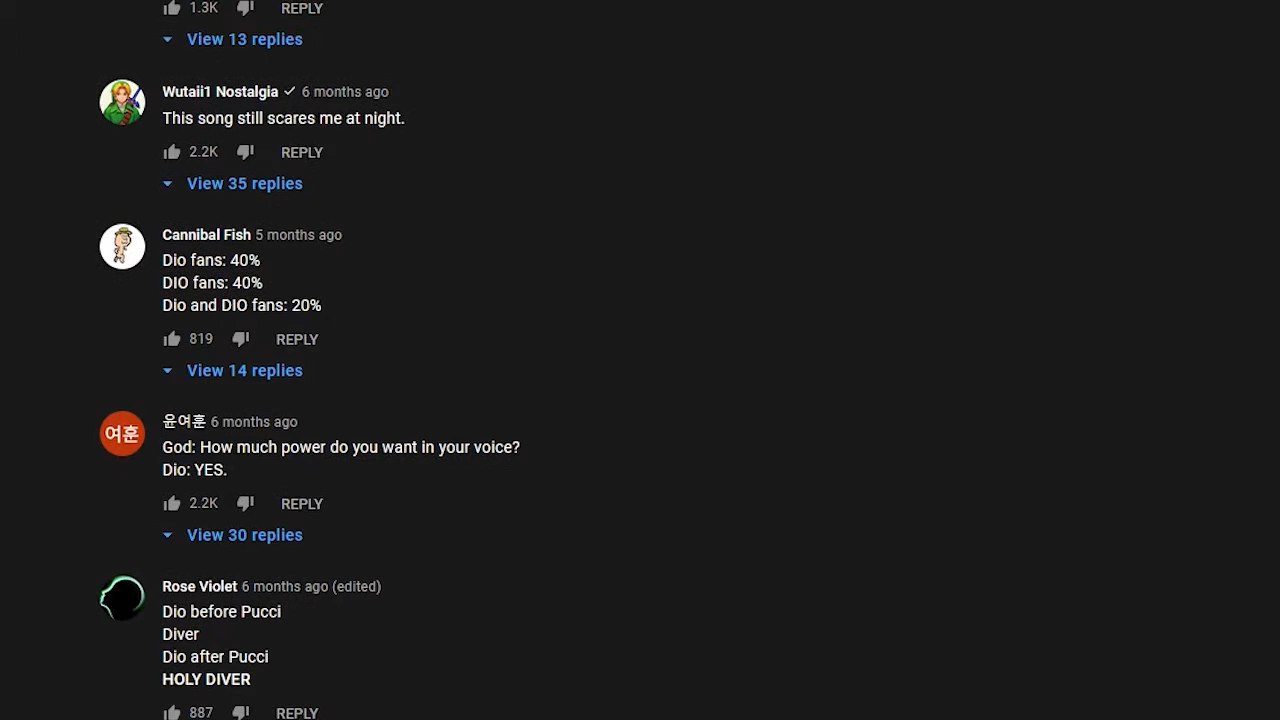 1.3K REPLY
View 13 replies
Wutaii1 Nostalgia 6 months ago
This song still scares me at night.
2.2K REPLY
View 35 replies
Cannibal Fish 5 months ago
Dio fans: 40%
DIO fans: 40%
Dio and DIO fans: 20%
819 REPLY
View 14 replies
여훈
윤여훈 6 months ago
God: How much power do you want in your voice?
Dio: YES.
2.2K REPLY
View 30 replies
Rose Violet 6 months ago (edited)
Dio before Pucci
Diver
Dio after Pucci
HOLY DIVER
887 REPLY